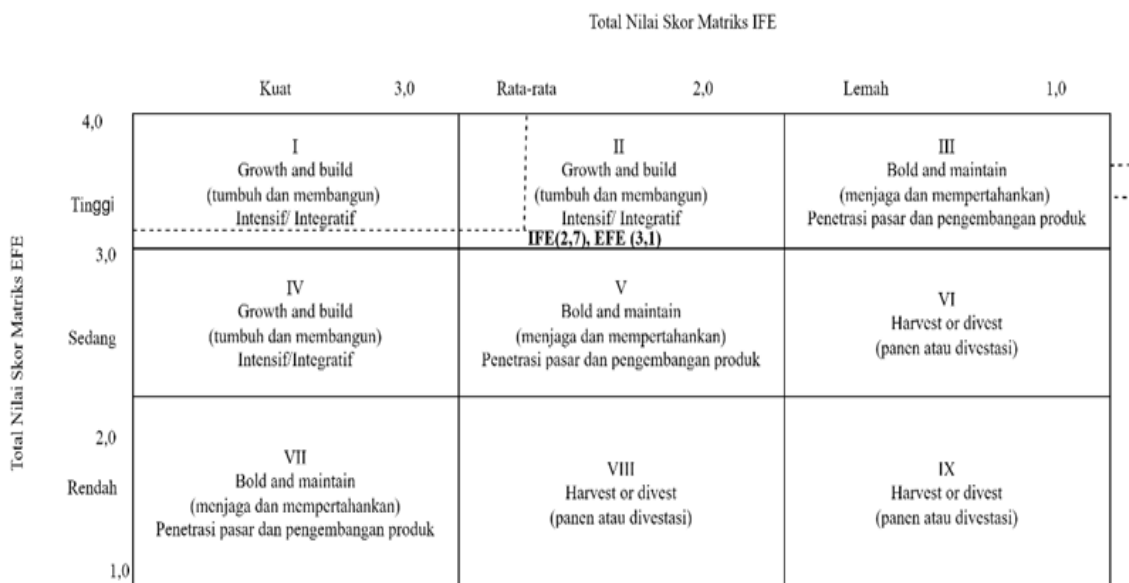 Total Nilai Skor Matriks IFE
Kuat 3,0 Rata-rata 2,0 Lemah 1,0
Total Nilai Skor Matriks EFE
4,0
Tinggi
3,0
Sedang
2,0
Rendah
1,0
I
Growth and build
(tumbuh dan membangun)
Intensif/ Integratif
II
Growth and build
(tumbuh dan membangun)
Intensif/ Integratif
IFE(2,7), EFE (3,1)
III
Bold and maintain
(menjaga dan mempertahankan)
Penetrasi pasar dan pengembangan produk
IV
Growth and build
(tumbuh dan membangun)
Intensif/Integratif
V
Bold and maintain
(menjaga dan mempertahankan)
Penetrasi pasar dan pengembangan produk
VI
Harvest or divest
(panen atau divestasi)
VII
Bold and maintain
(menjaga dan mempertahankan)
Penetrasi pasar dan pengembangan produk
VIII
Harvest or divest
(panen atau divestasi)
IX
Harvest or divest
(panen atau divestasi)